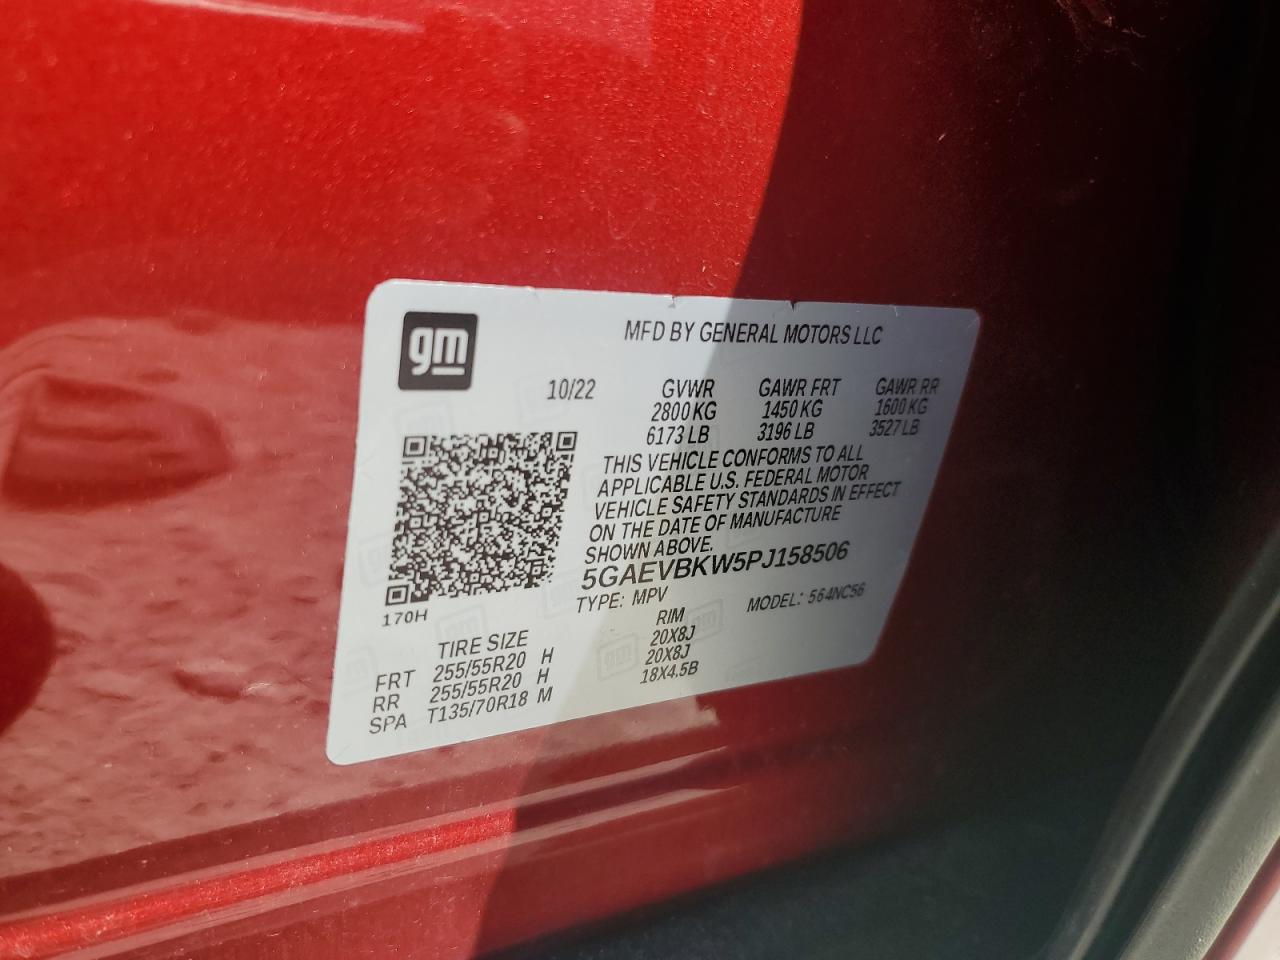 gm
MFD BY GENERAL MOTORS LLC
10/22 GVWR GAWR FRT GAWR RR
2800 KG 1450 KG 1600 KG
6173 LB 3196 LB 3527 LB
THIS VEHICLE CONFORMS TO ALL
APPLICABLE U.S. FEDERAL MOTOR
VEHICLE SAFETY STANDARDS IN EFFECT
ON THE DATE OF MANUFACTURE
SHOWN ABOVE.
5GAEVBKW5PJ158506
TYPE: MPV MODEL: 564NC56
170H
TIRE SIZE RIM
FRT 255/55R20 H 20X8J
RR 255/55R20 H 20X8J
SPA T135/70R18 M 18X4.5B